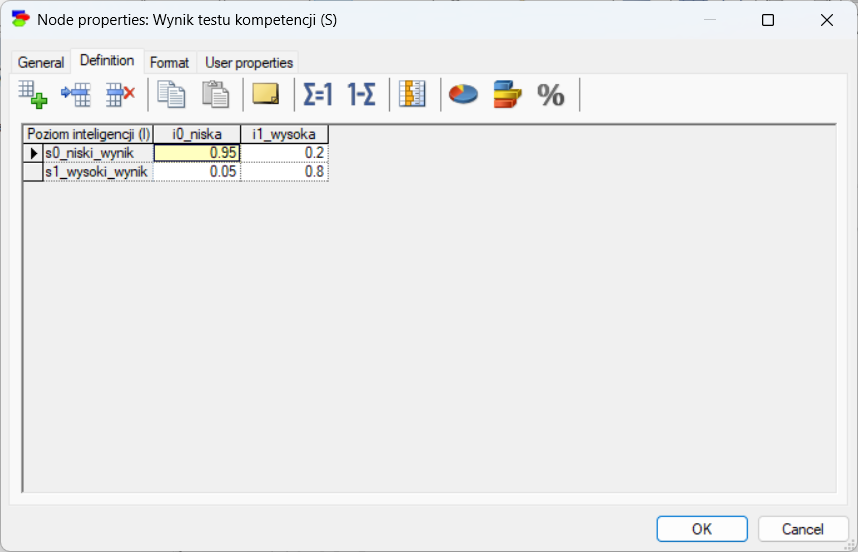 Node properties: Wynik testu kompetencji (S)
General Definition Format User properties
Σ=1 1-Σ %
Poziom inteligencji (I) i0_niska i1_wysoka
s0_niski_wynik 0.95 0.2
s1_wysoki_wynik 0.05 0.8
OK Cancel